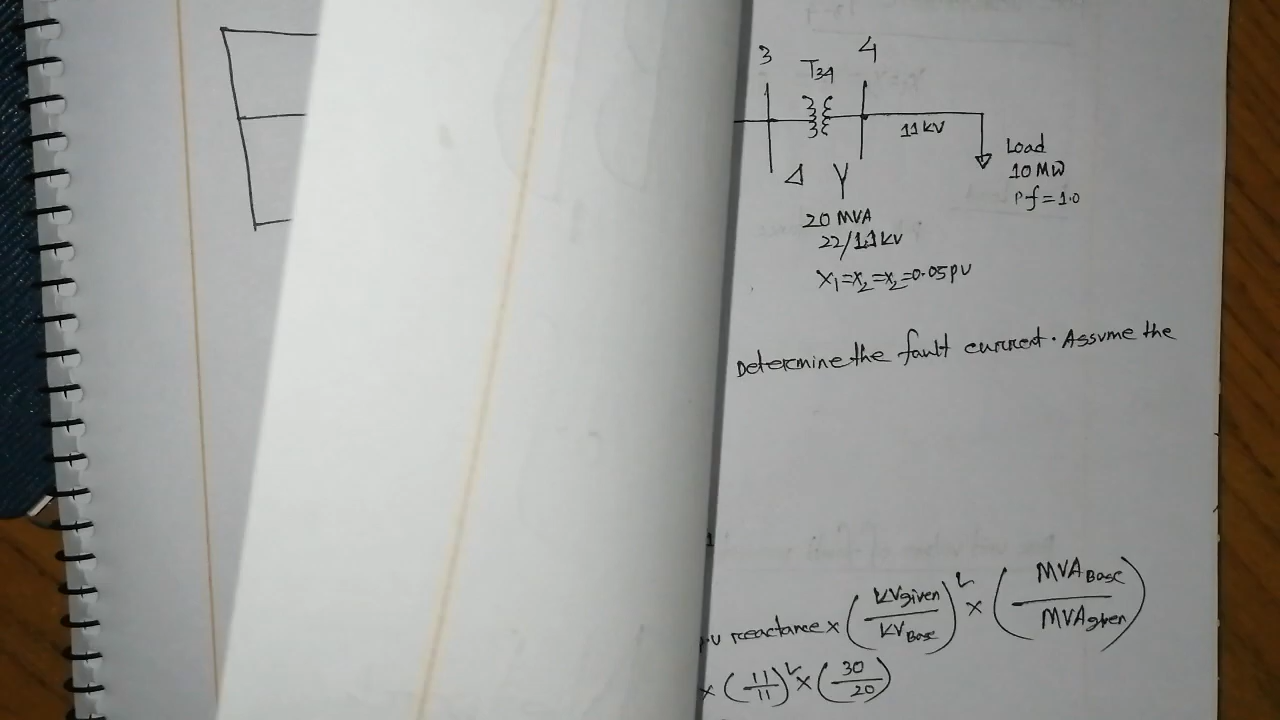 3
4
T34
11 kV
Load
10 MW
Pf=1.0
Δ Y
20 MVA
22/11 kV
X1=X2=X2=0.05 pu
Determine the fault current. Assume the
reactance × (kVgiven / kVBase)² × (MVABase / MVAgiven)
× (11/11)² × (30/20)